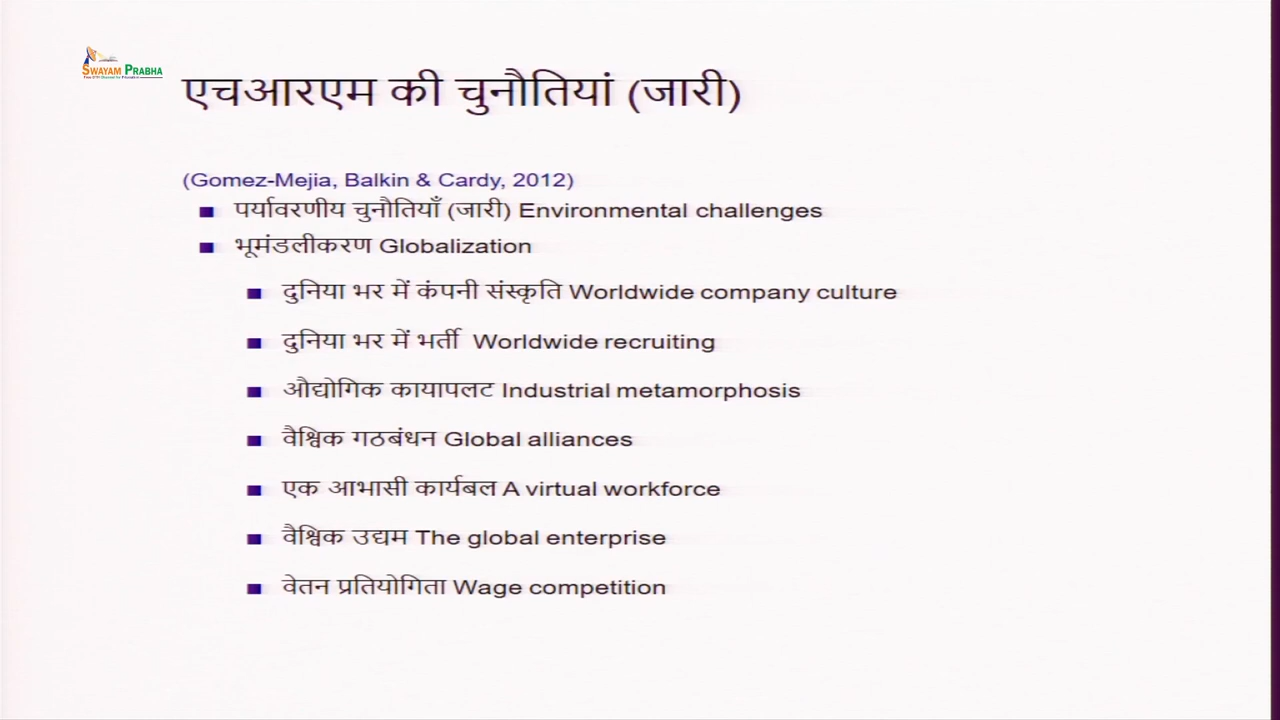 SWAYAM PRABHA
एचआरएम की चुनौतियां (जारी)
(Gomez-Mejia, Balkin & Cardy, 2012)
पर्यावरणीय चुनौतियाँ (जारी) Environmental challenges
भूमंडलीकरण Globalization
दुनिया भर में कंपनी संस्कृति Worldwide company culture
दुनिया भर में भर्ती Worldwide recruiting
औद्योगिक कायापलट Industrial metamorphosis
वैश्विक गठबंधन Global alliances
एक आभासी कार्यबल A virtual workforce
वैश्विक उद्यम The global enterprise
वेतन प्रतियोगिता Wage competition